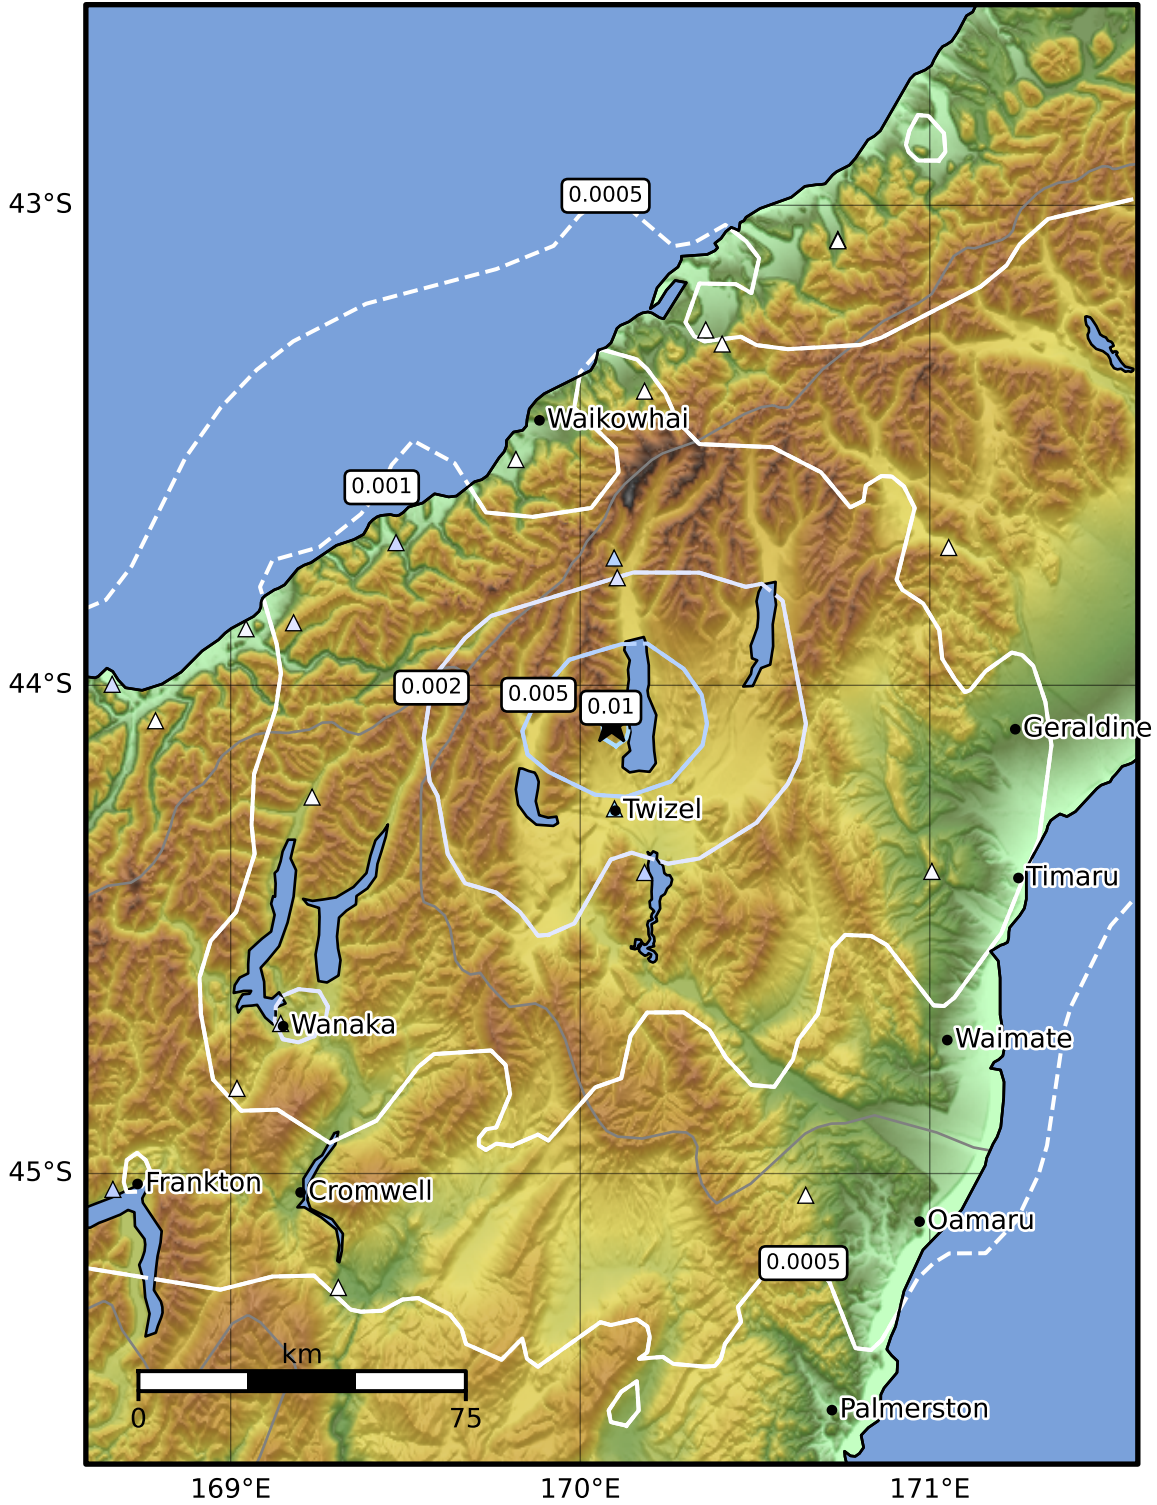 0.0005
43°S
Waikowhai
0.001
44°S
0.002
0.005
0.01
Geraldine
Twizel
Timaru
Wanaka
Waimate
45°S
Frankton
Cromwell
Oamaru
0.0005
km
0
75
Palmerston
169°E
170°E
171°E